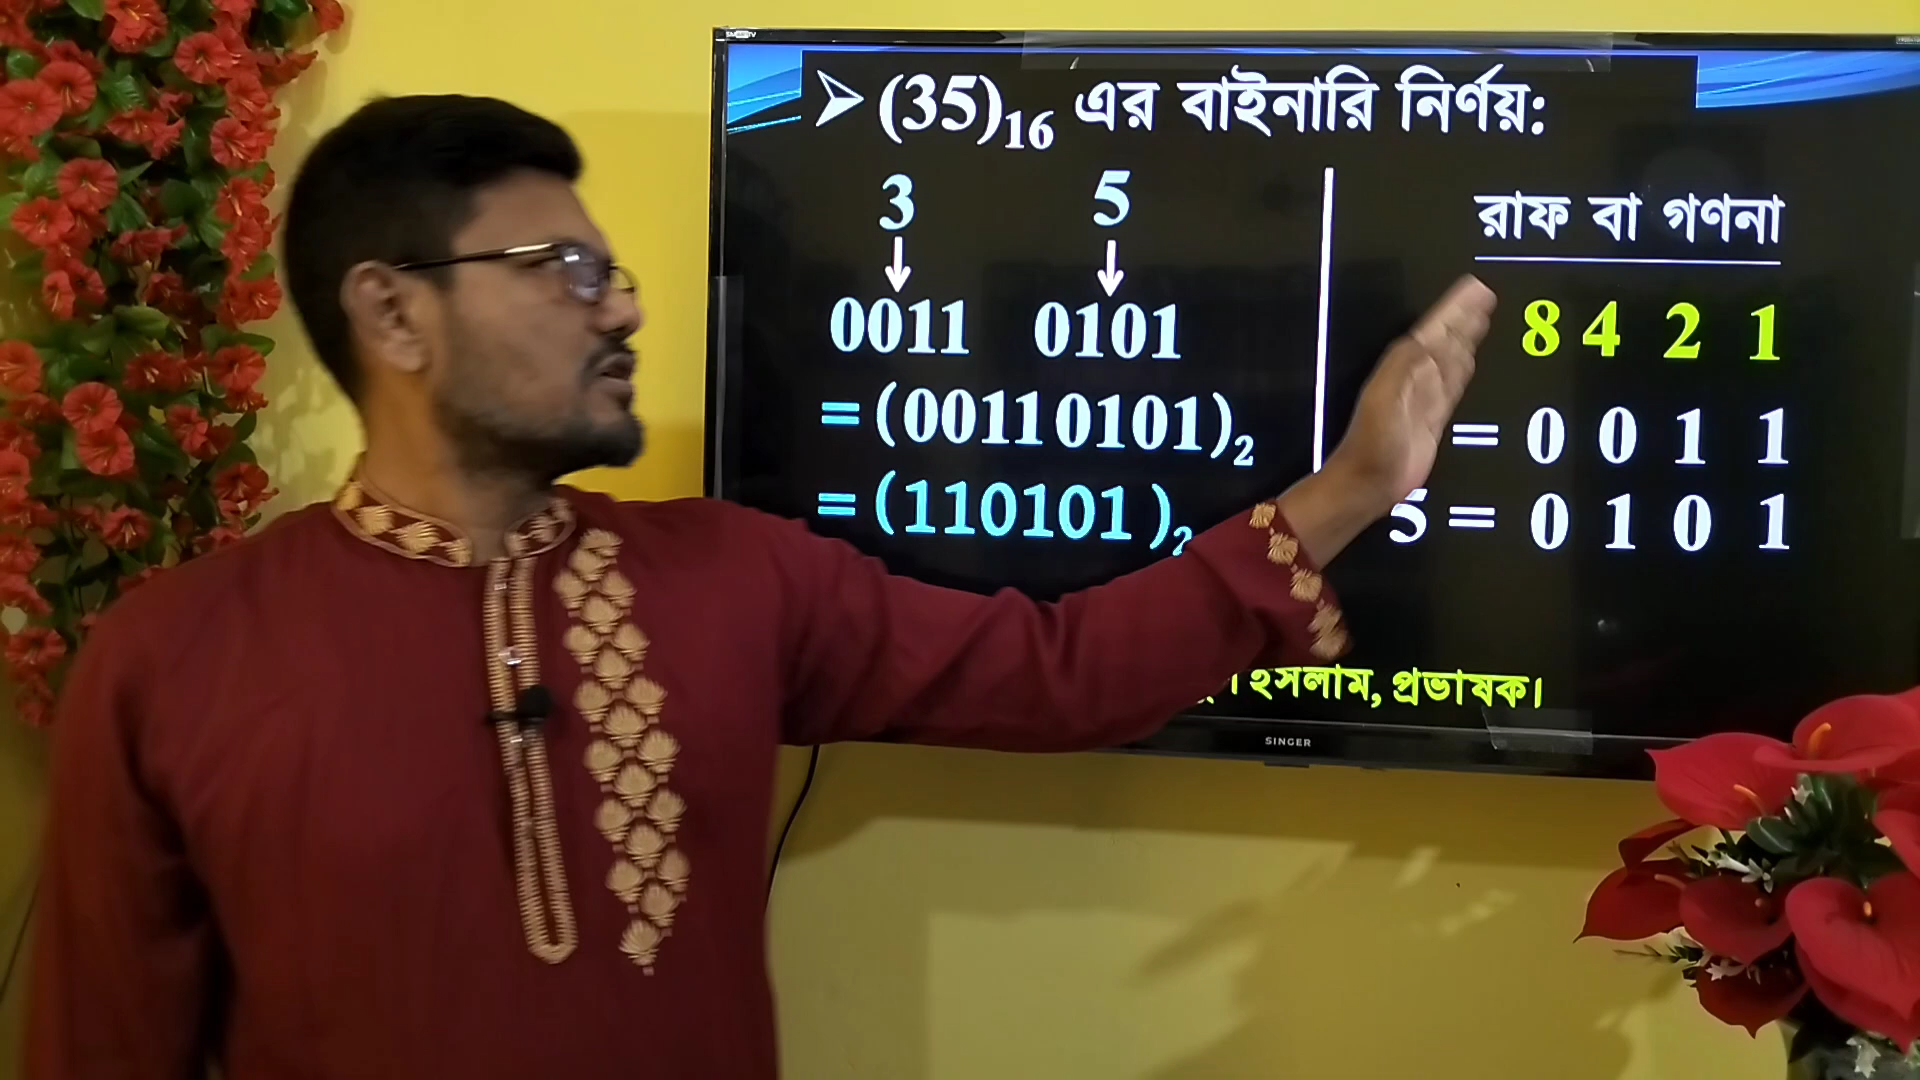 ➢ (35)₁₆ এর বাইনারি নির্ণয়:
3 5
0011 0101
= (00110101)₂
= (110101)₂
রাফ বা গণনা
8 4 2 1
= 0 0 1 1
5 = 0 1 0 1
ইসলাম, প্রভাষক।
SINGER